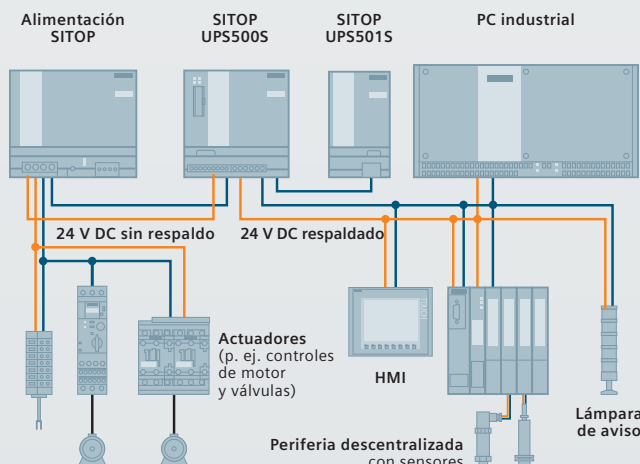 Alimentación
SITOP
SITOP
UPS500S
SITOP
UPS501S
PC industrial
24 V DC sin respaldo
24 V DC respaldado
Actuadores
(p. ej. controles
de motor
y válvulas)
HMI
Lámpara
de aviso
Periferia descentralizada
con sensores